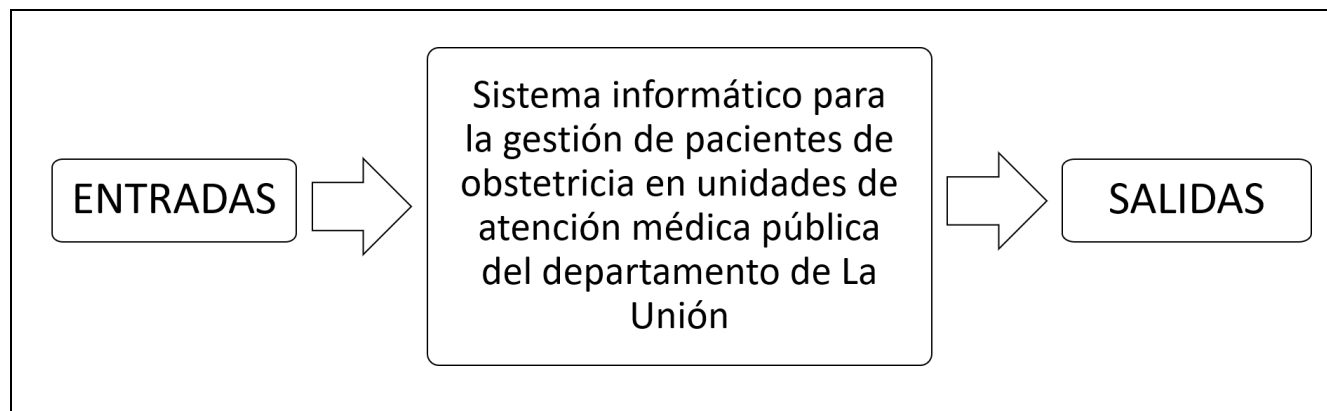 ENTRADAS
Sistema informático para
la gestión de pacientes de
obstetricia en unidades de
atención médica pública
del departamento de La
Unión
SALIDAS